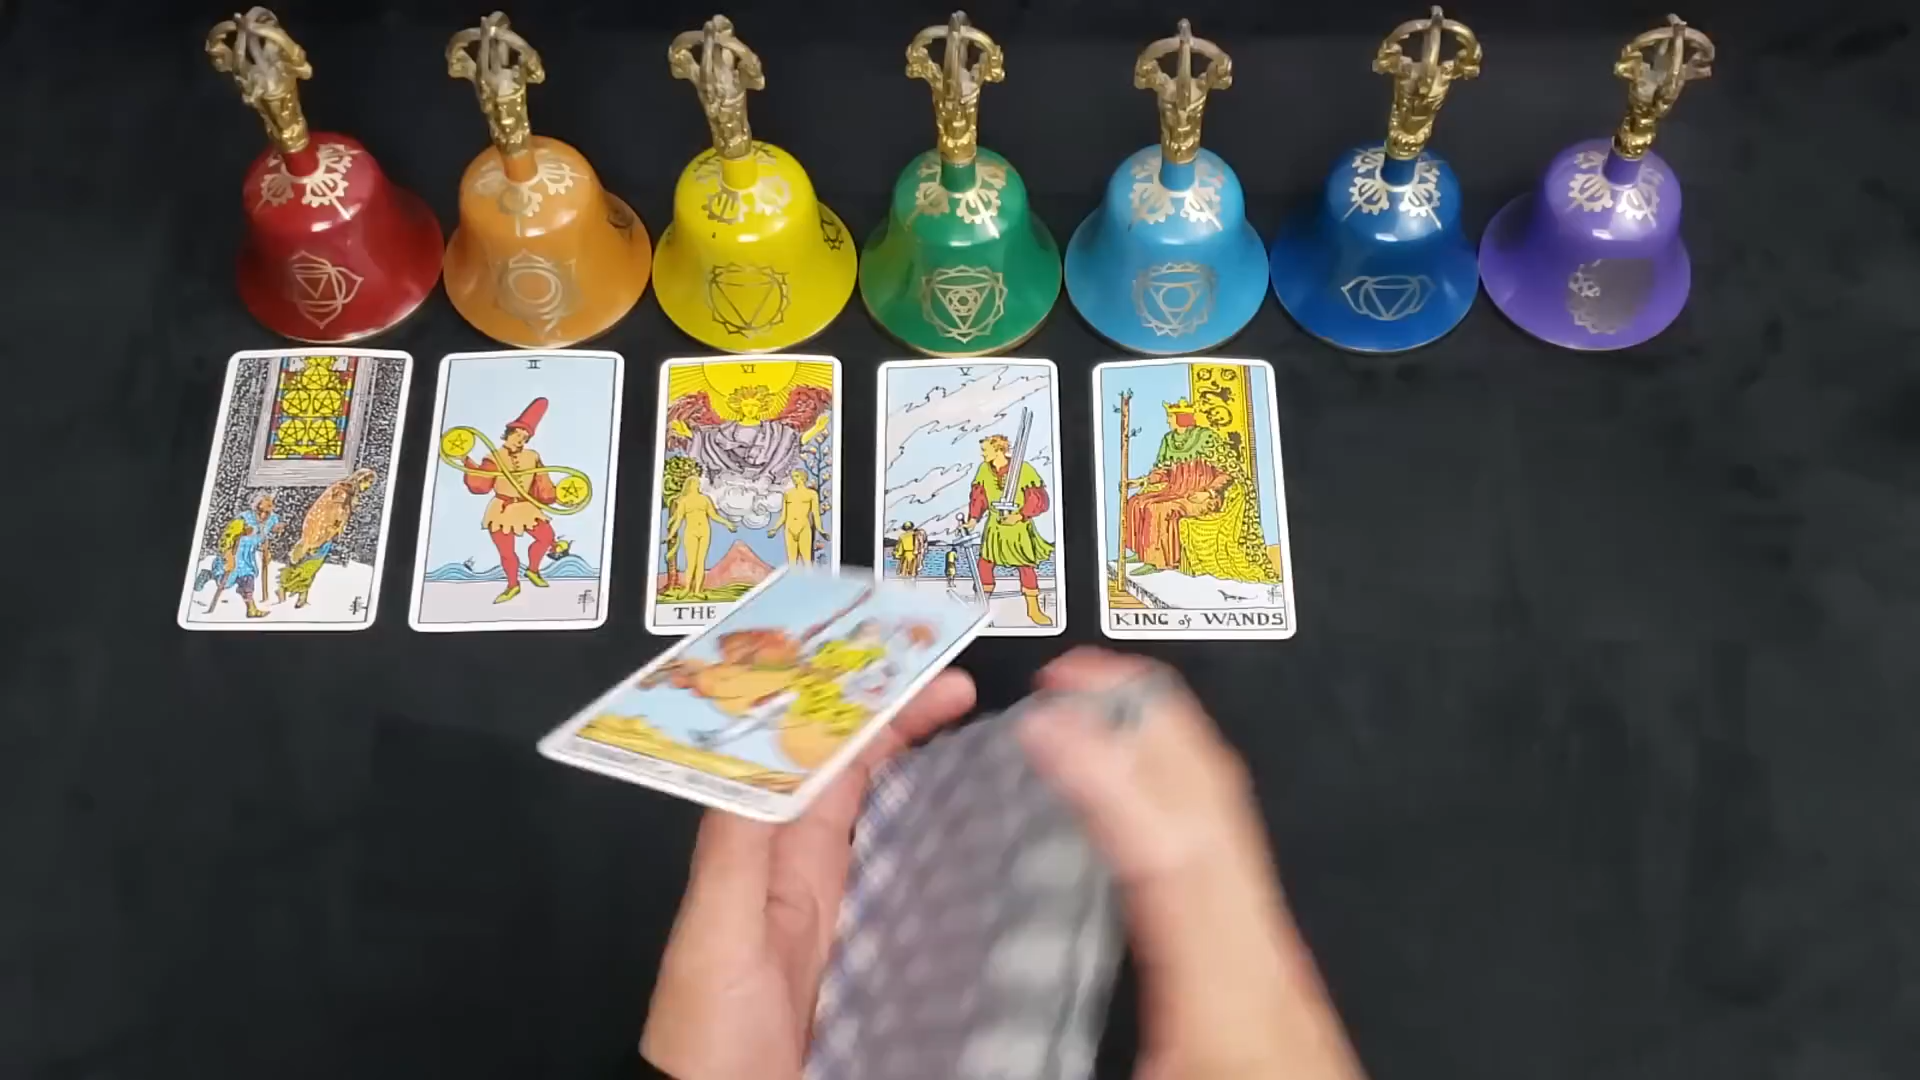 II
VI
V
THE
KING of WANDS